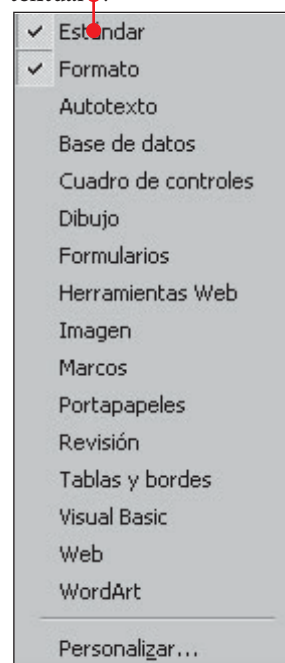 Estándar
Formato
Autotexto
Base de datos
Cuadro de controles
Dibujo
Formularios
Herramientas Web
Imagen
Marcos
Portapapeles
Revisión
Tablas y bordes
Visual Basic
Web
WordArt
Personalizar...